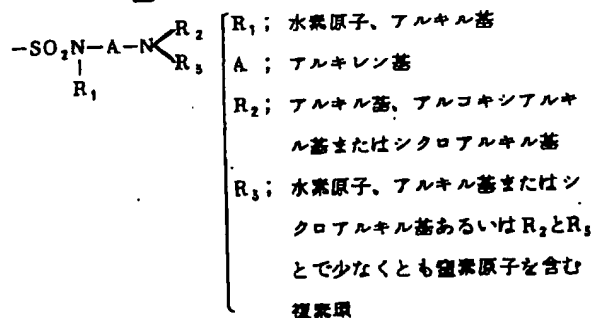 -SO₂N-A-N
R₂
R₃
R₁
R₁; 水素原子、アルキル基
A ; アルキレン基
R₂; アルキル基、アルコキシアルキ
ル基またはシクロアルキル基
R₃; 水素原子、アルキル基またはシ
クロアルキル基あるいはR₂とR₃
とで少なくとも窒素原子を含む
複素環